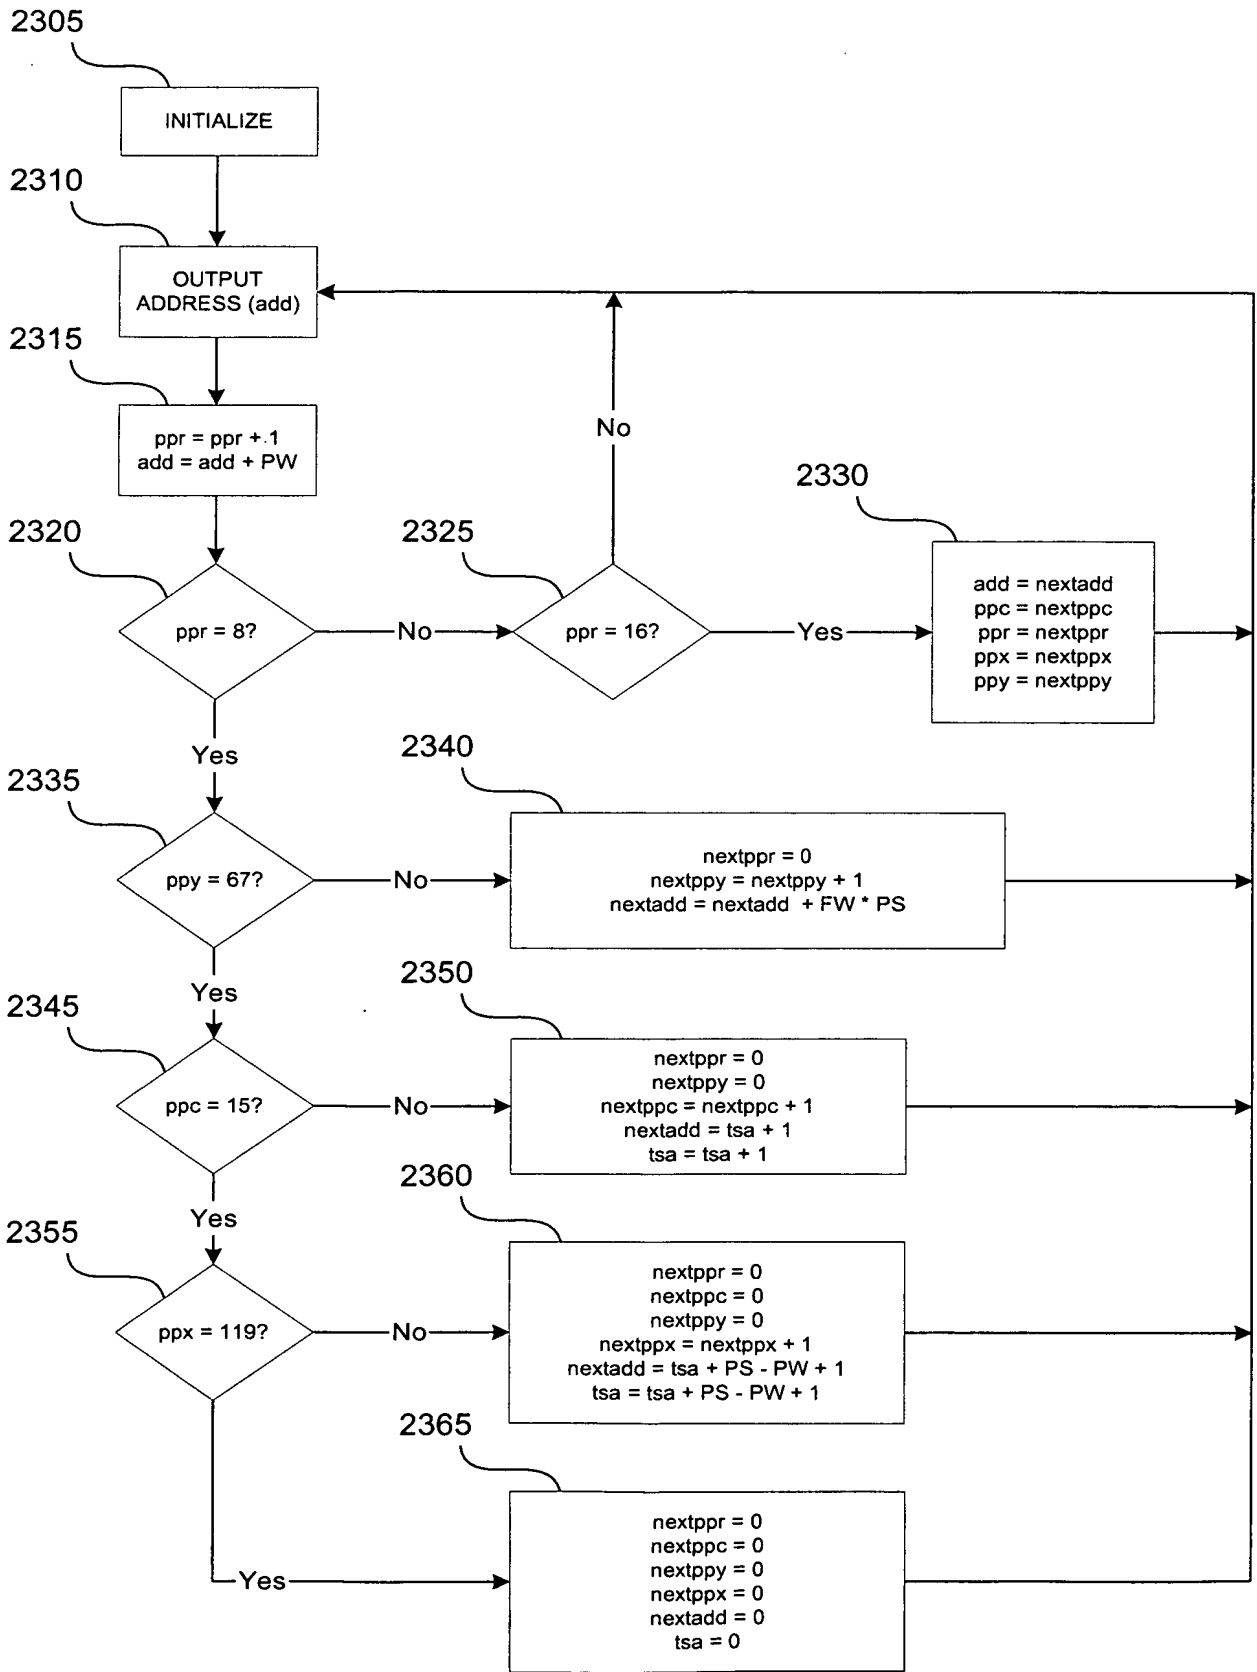 2305
INITIALIZE
2310
OUTPUT
ADDRESS (add)
2315
ppr = ppr +.1
add = add + PW
2320
ppr = 8?
No
2325
ppr = 16?
No
Yes
2330
add = nextadd
ppc = nextppc
ppr = nextppr
ppx = nextppx
ppy = nextppy
Yes
2335
ppy = 67?
No
2340
nextppr = 0
nextppy = nextppy + 1
nextadd = nextadd + FW * PS
Yes
2345
ppc = 15?
No
2350
nextppr = 0
nextppy = 0
nextppc = nextppc + 1
nextadd = tsa + 1
tsa = tsa + 1
Yes
2355
ppx = 119?
No
2360
nextppr = 0
nextppc = 0
nextppy = 0
nextppx = nextppx + 1
nextadd = tsa + PS - PW + 1
tsa = tsa + PS - PW + 1
Yes
2365
nextppr = 0
nextppc = 0
nextppy = 0
nextppx = 0
nextadd = 0
tsa = 0